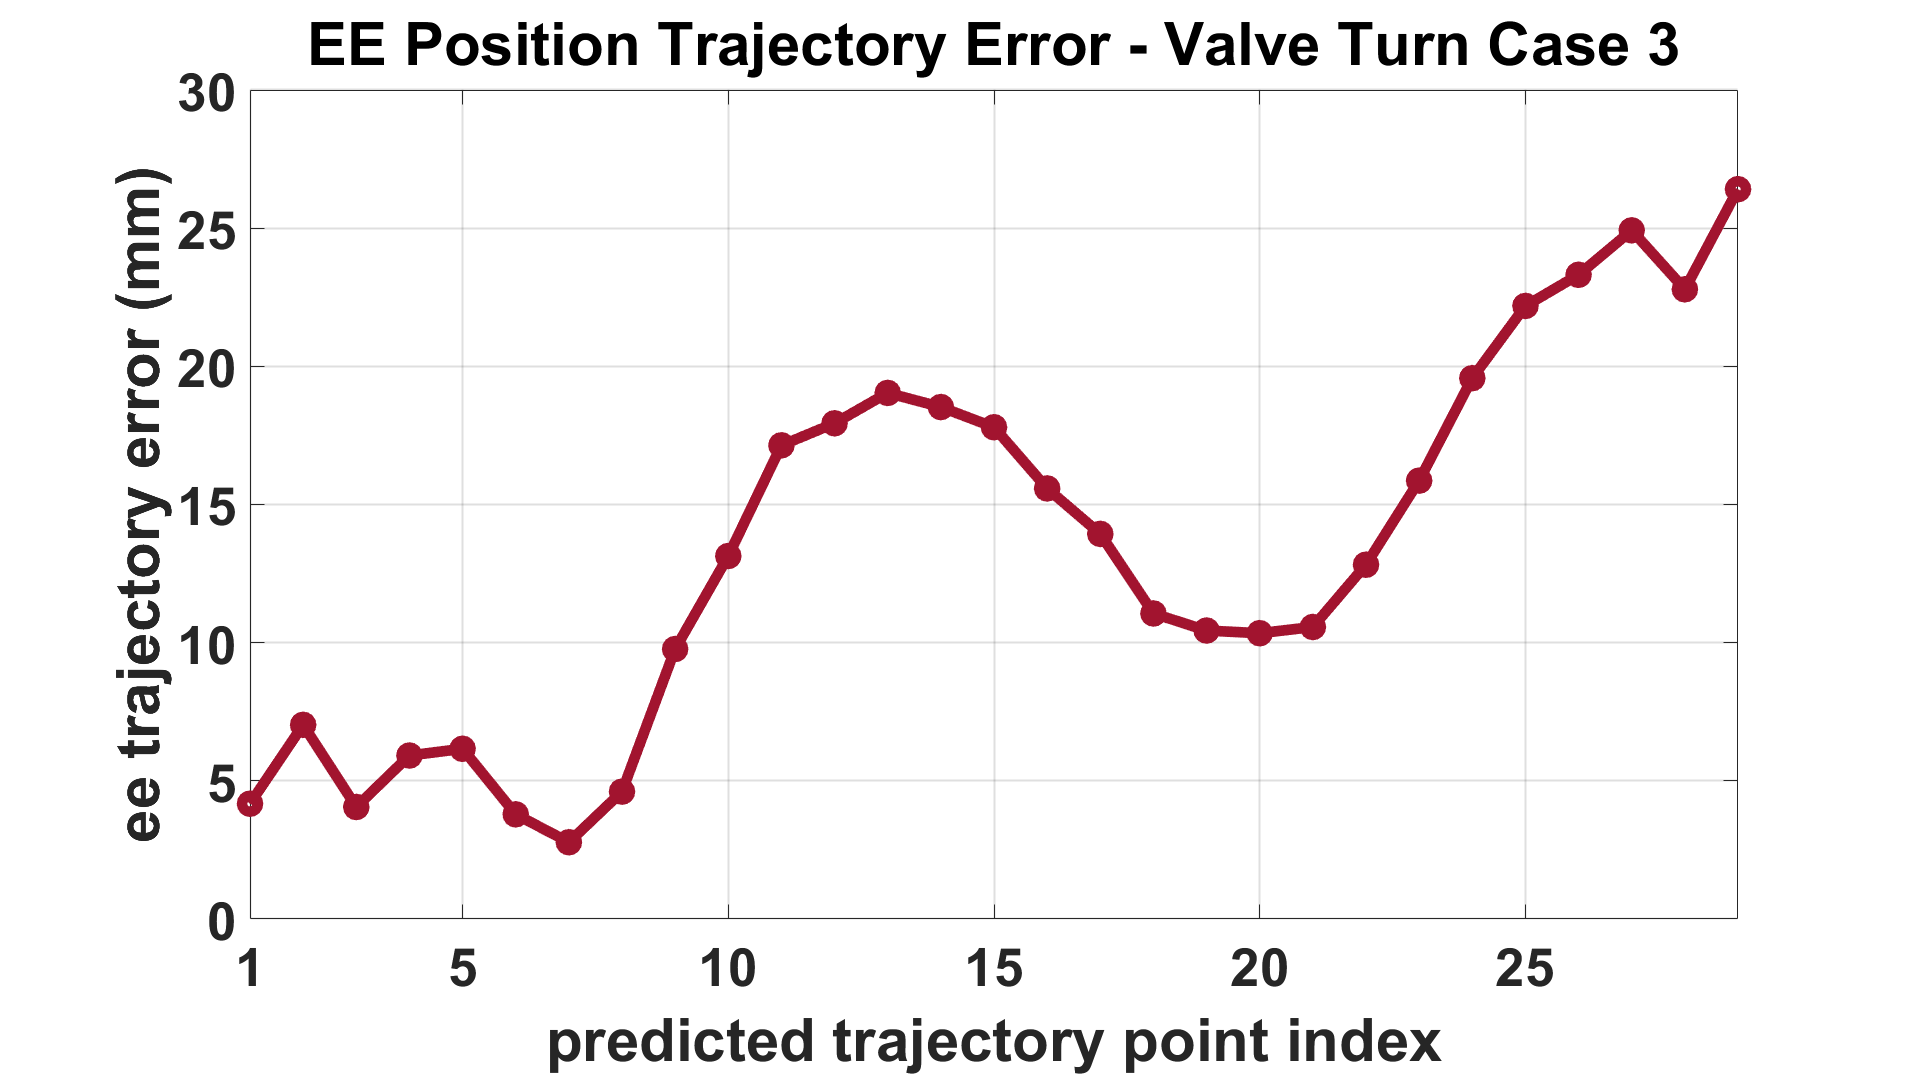 EE Position Trajectory Error - Valve Turn Case 3
30
25
20
15
10
5
0
ee trajectory error (mm)
1 5 10 15 20 25
predicted trajectory point index